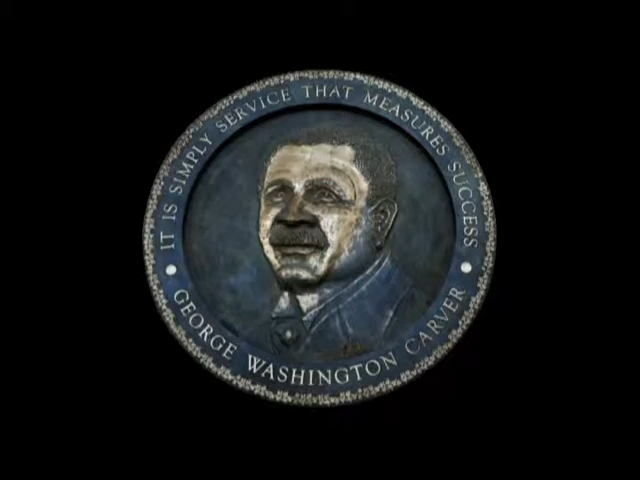 IT IS SIMPLY SERVICE THAT MEASURES SUCCESS
GEORGE WASHINGTON CARVER